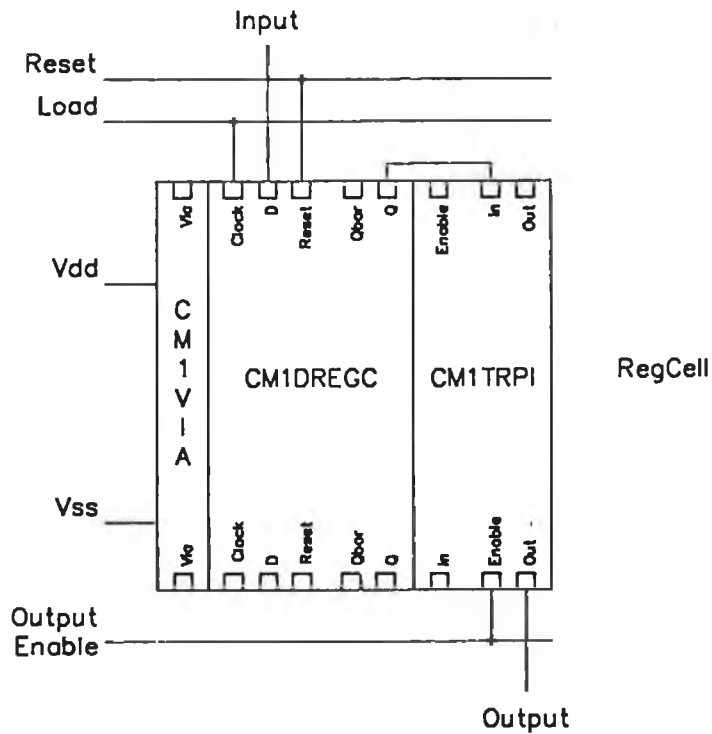 Input
Reset
Load
Via
Clock
D
Reset
Qbar
Q
Enable
In
Out
Vdd
CM1VIA
CM1DREGC
CM1TRPI
RegCell
Vss
Via
Clock
D
Reset
Qbar
Q
In
Enable
Out
Output
Enable
Output